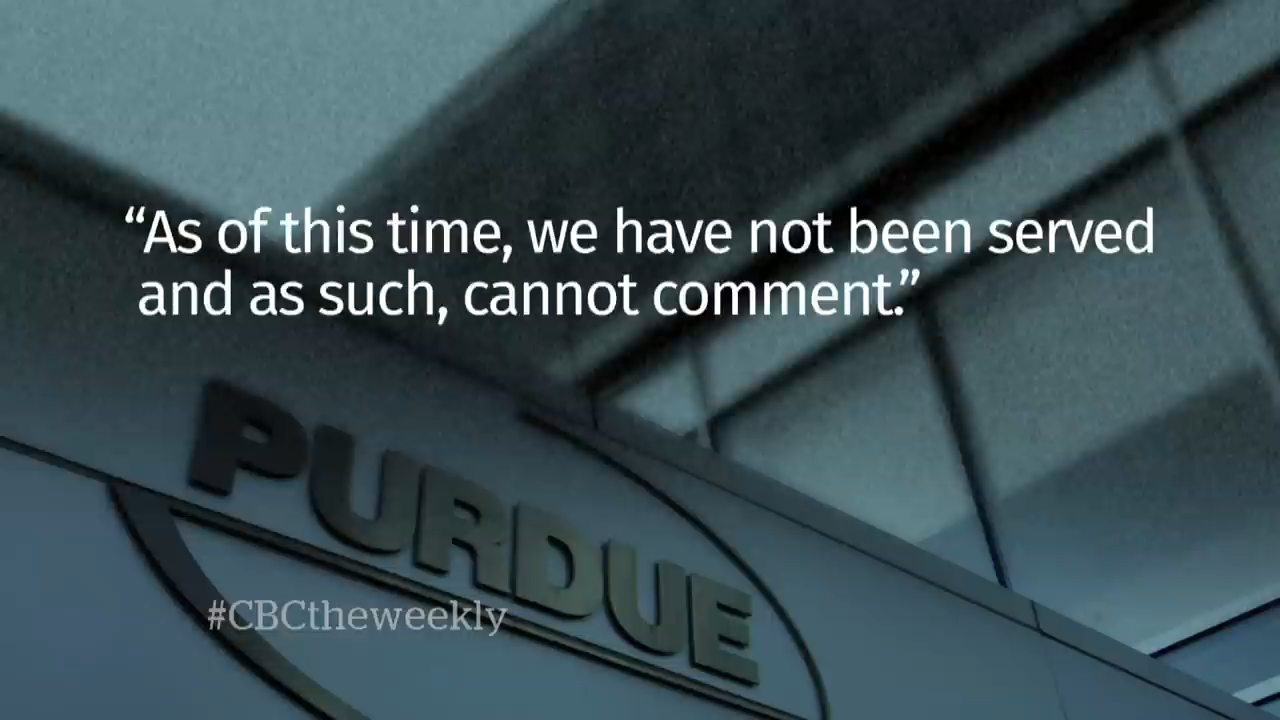 “As of this time, we have not been served
and as such, cannot comment.”
PURDUE
#CBCtheweekly